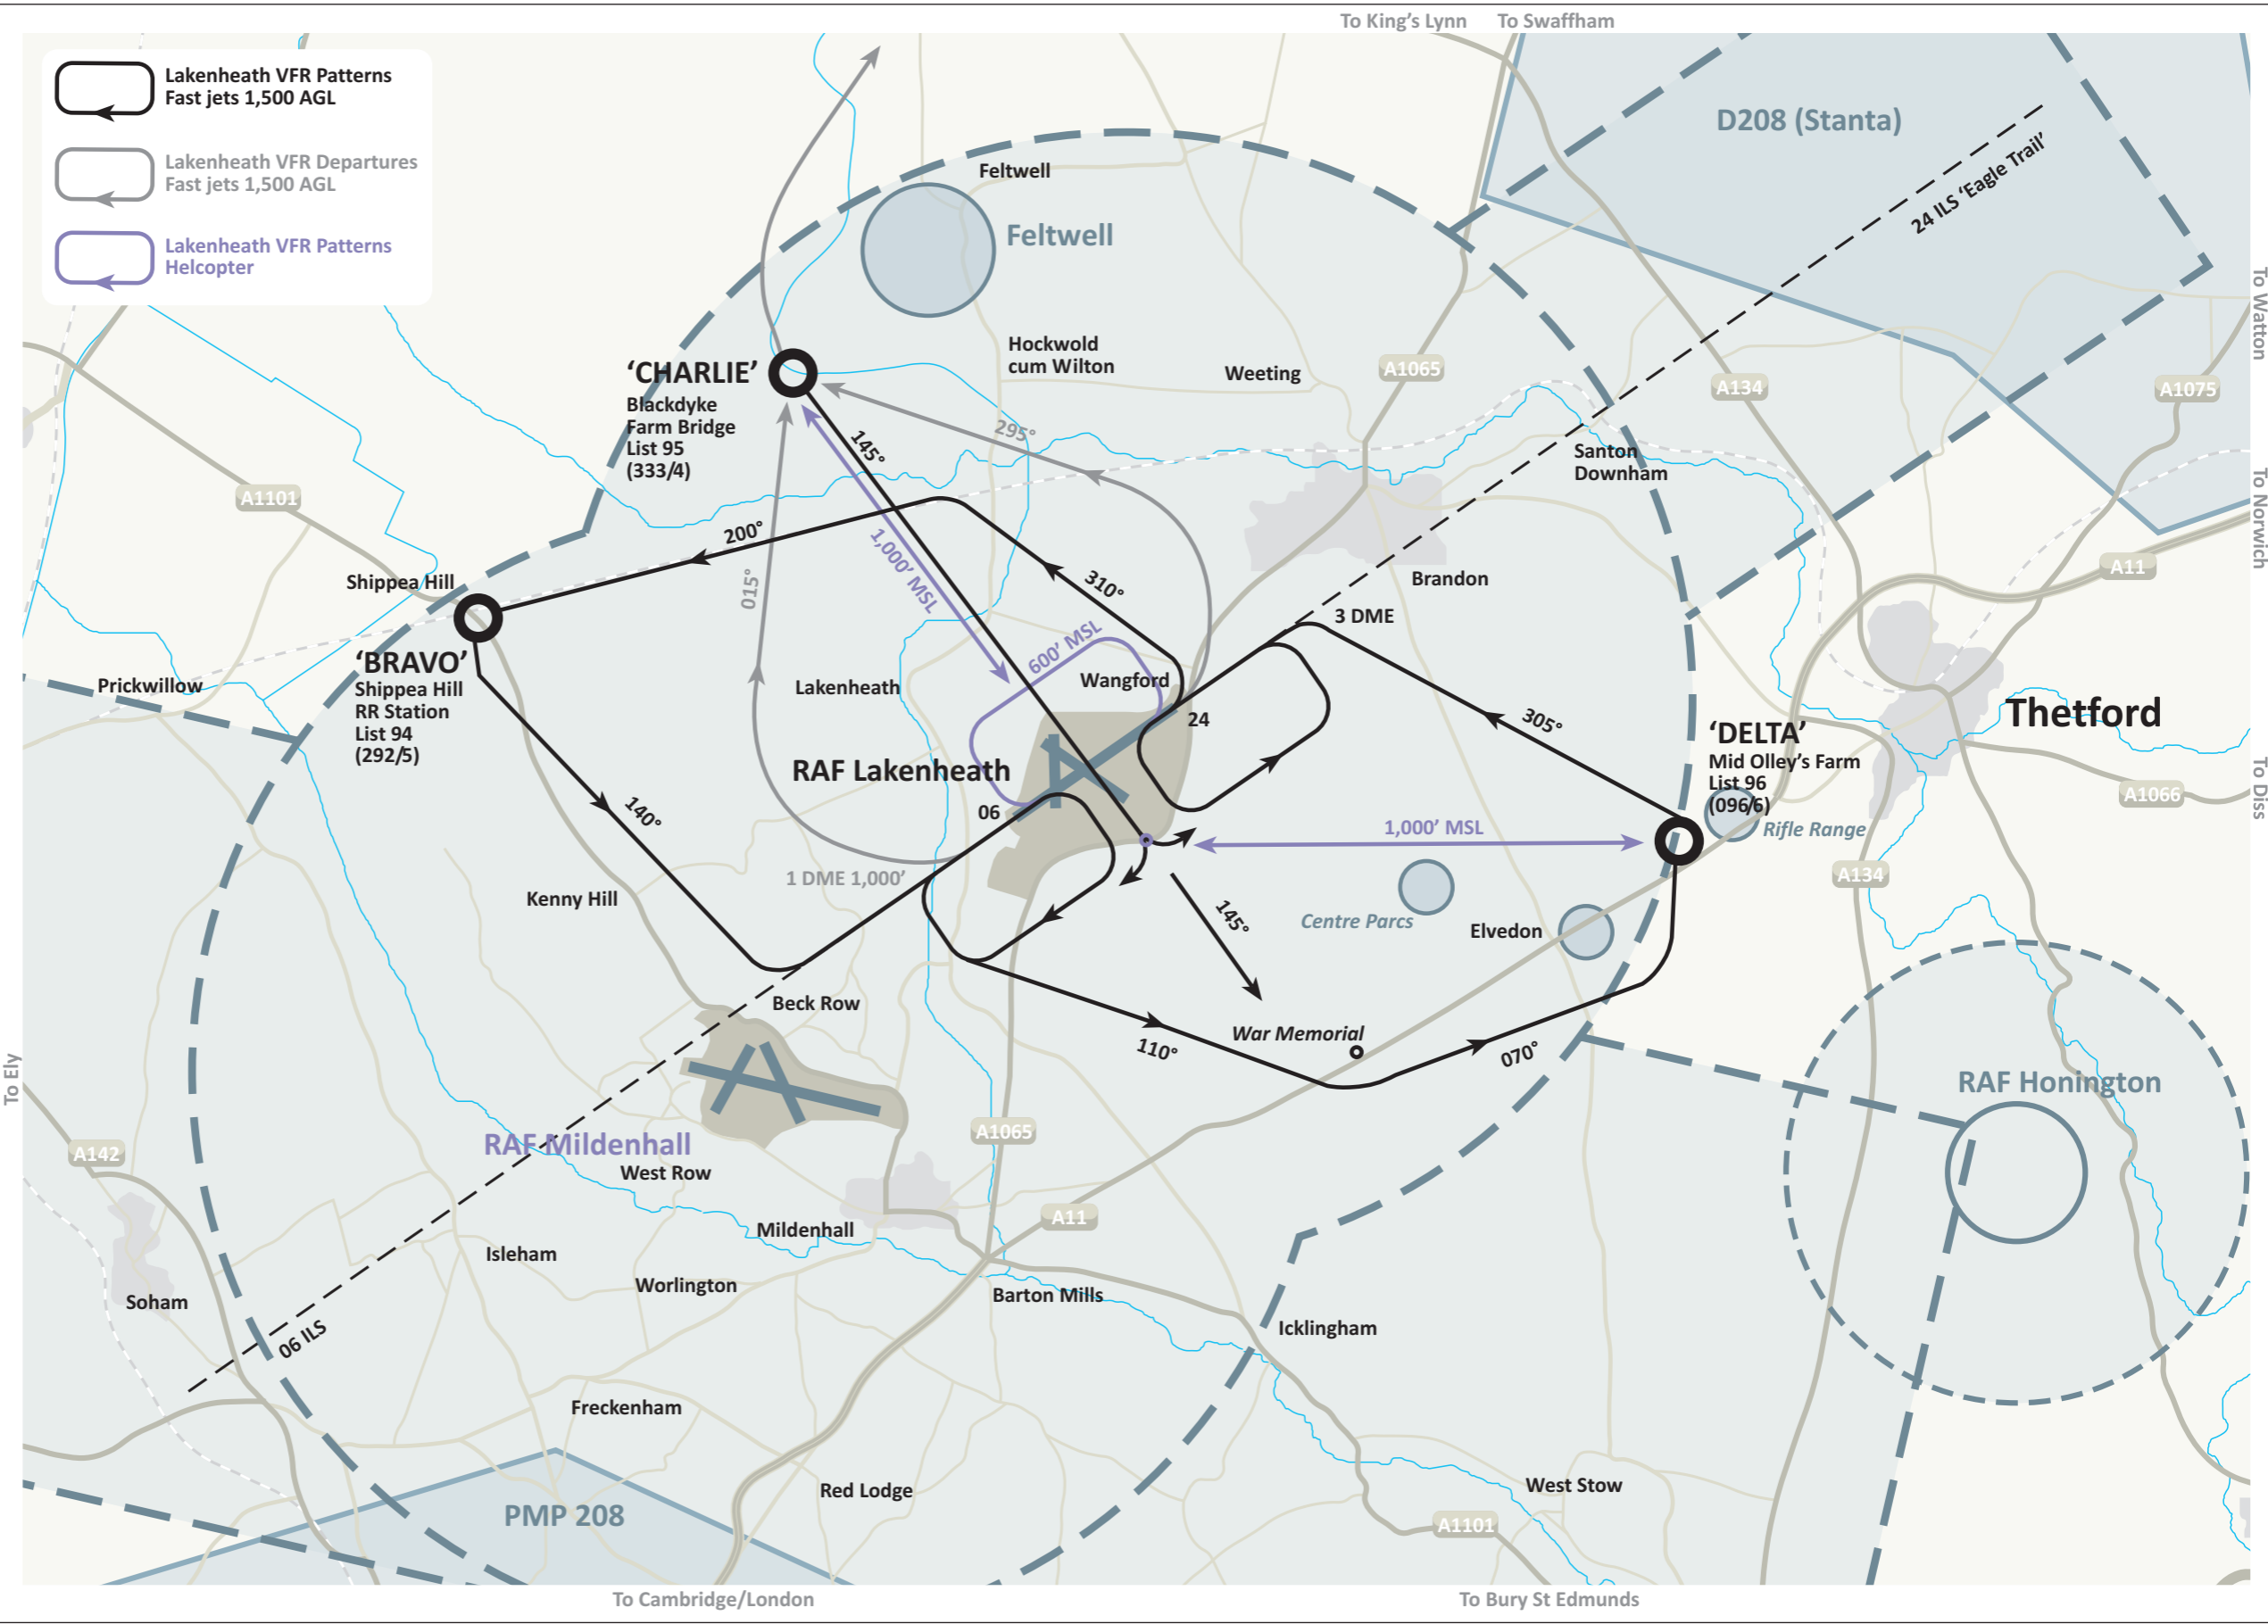 To King's Lynn
To Swaffham
Lakenheath VFR Patterns
Fast jets 1,500 AGL
Lakenheath VFR Departures
Fast jets 1,500 AGL
Lakenheath VFR Patterns
Helcopter
D208 (Stanta)
24 ILS 'Eagle Trail'
Feltwell
Feltwell
To Watton
Hockwold
cum Wilton
Weeting
A1065
A134
A1075
'CHARLIE'
Blackdyke
Farm Bridge
List 95
(333/4)
145°
295°
Santon
Downham
To Norwich
A1101
200°
1,000' MSL
015°
310°
A11
Shippea Hill
Brandon
3 DME
600' MSL
'BRAVO'
Shippea Hill
RR Station
List 94
(292/5)
Prickwillow
Lakenheath
Wangford
24
305°
Thetford
'DELTA'
Mid Olley's Farm
List 96
(096/6)
Rifle Range
To Diss
A1066
RAF Lakenheath
06
140°
1,000' MSL
1 DME 1,000'
A134
Kenny Hill
145°
Centre Parcs
Elvedon
Beck Row
War Memorial
110°
070°
To Ely
RAF Honington
A142
RAF Mildenhall
West Row
A1065
A11
Mildenhall
Isleham
Worlington
Barton Mills
Soham
06 ILS
Icklingham
Freckenham
Red Lodge
PMP 208
West Stow
A1101
To Cambridge/London
To Bury St Edmunds